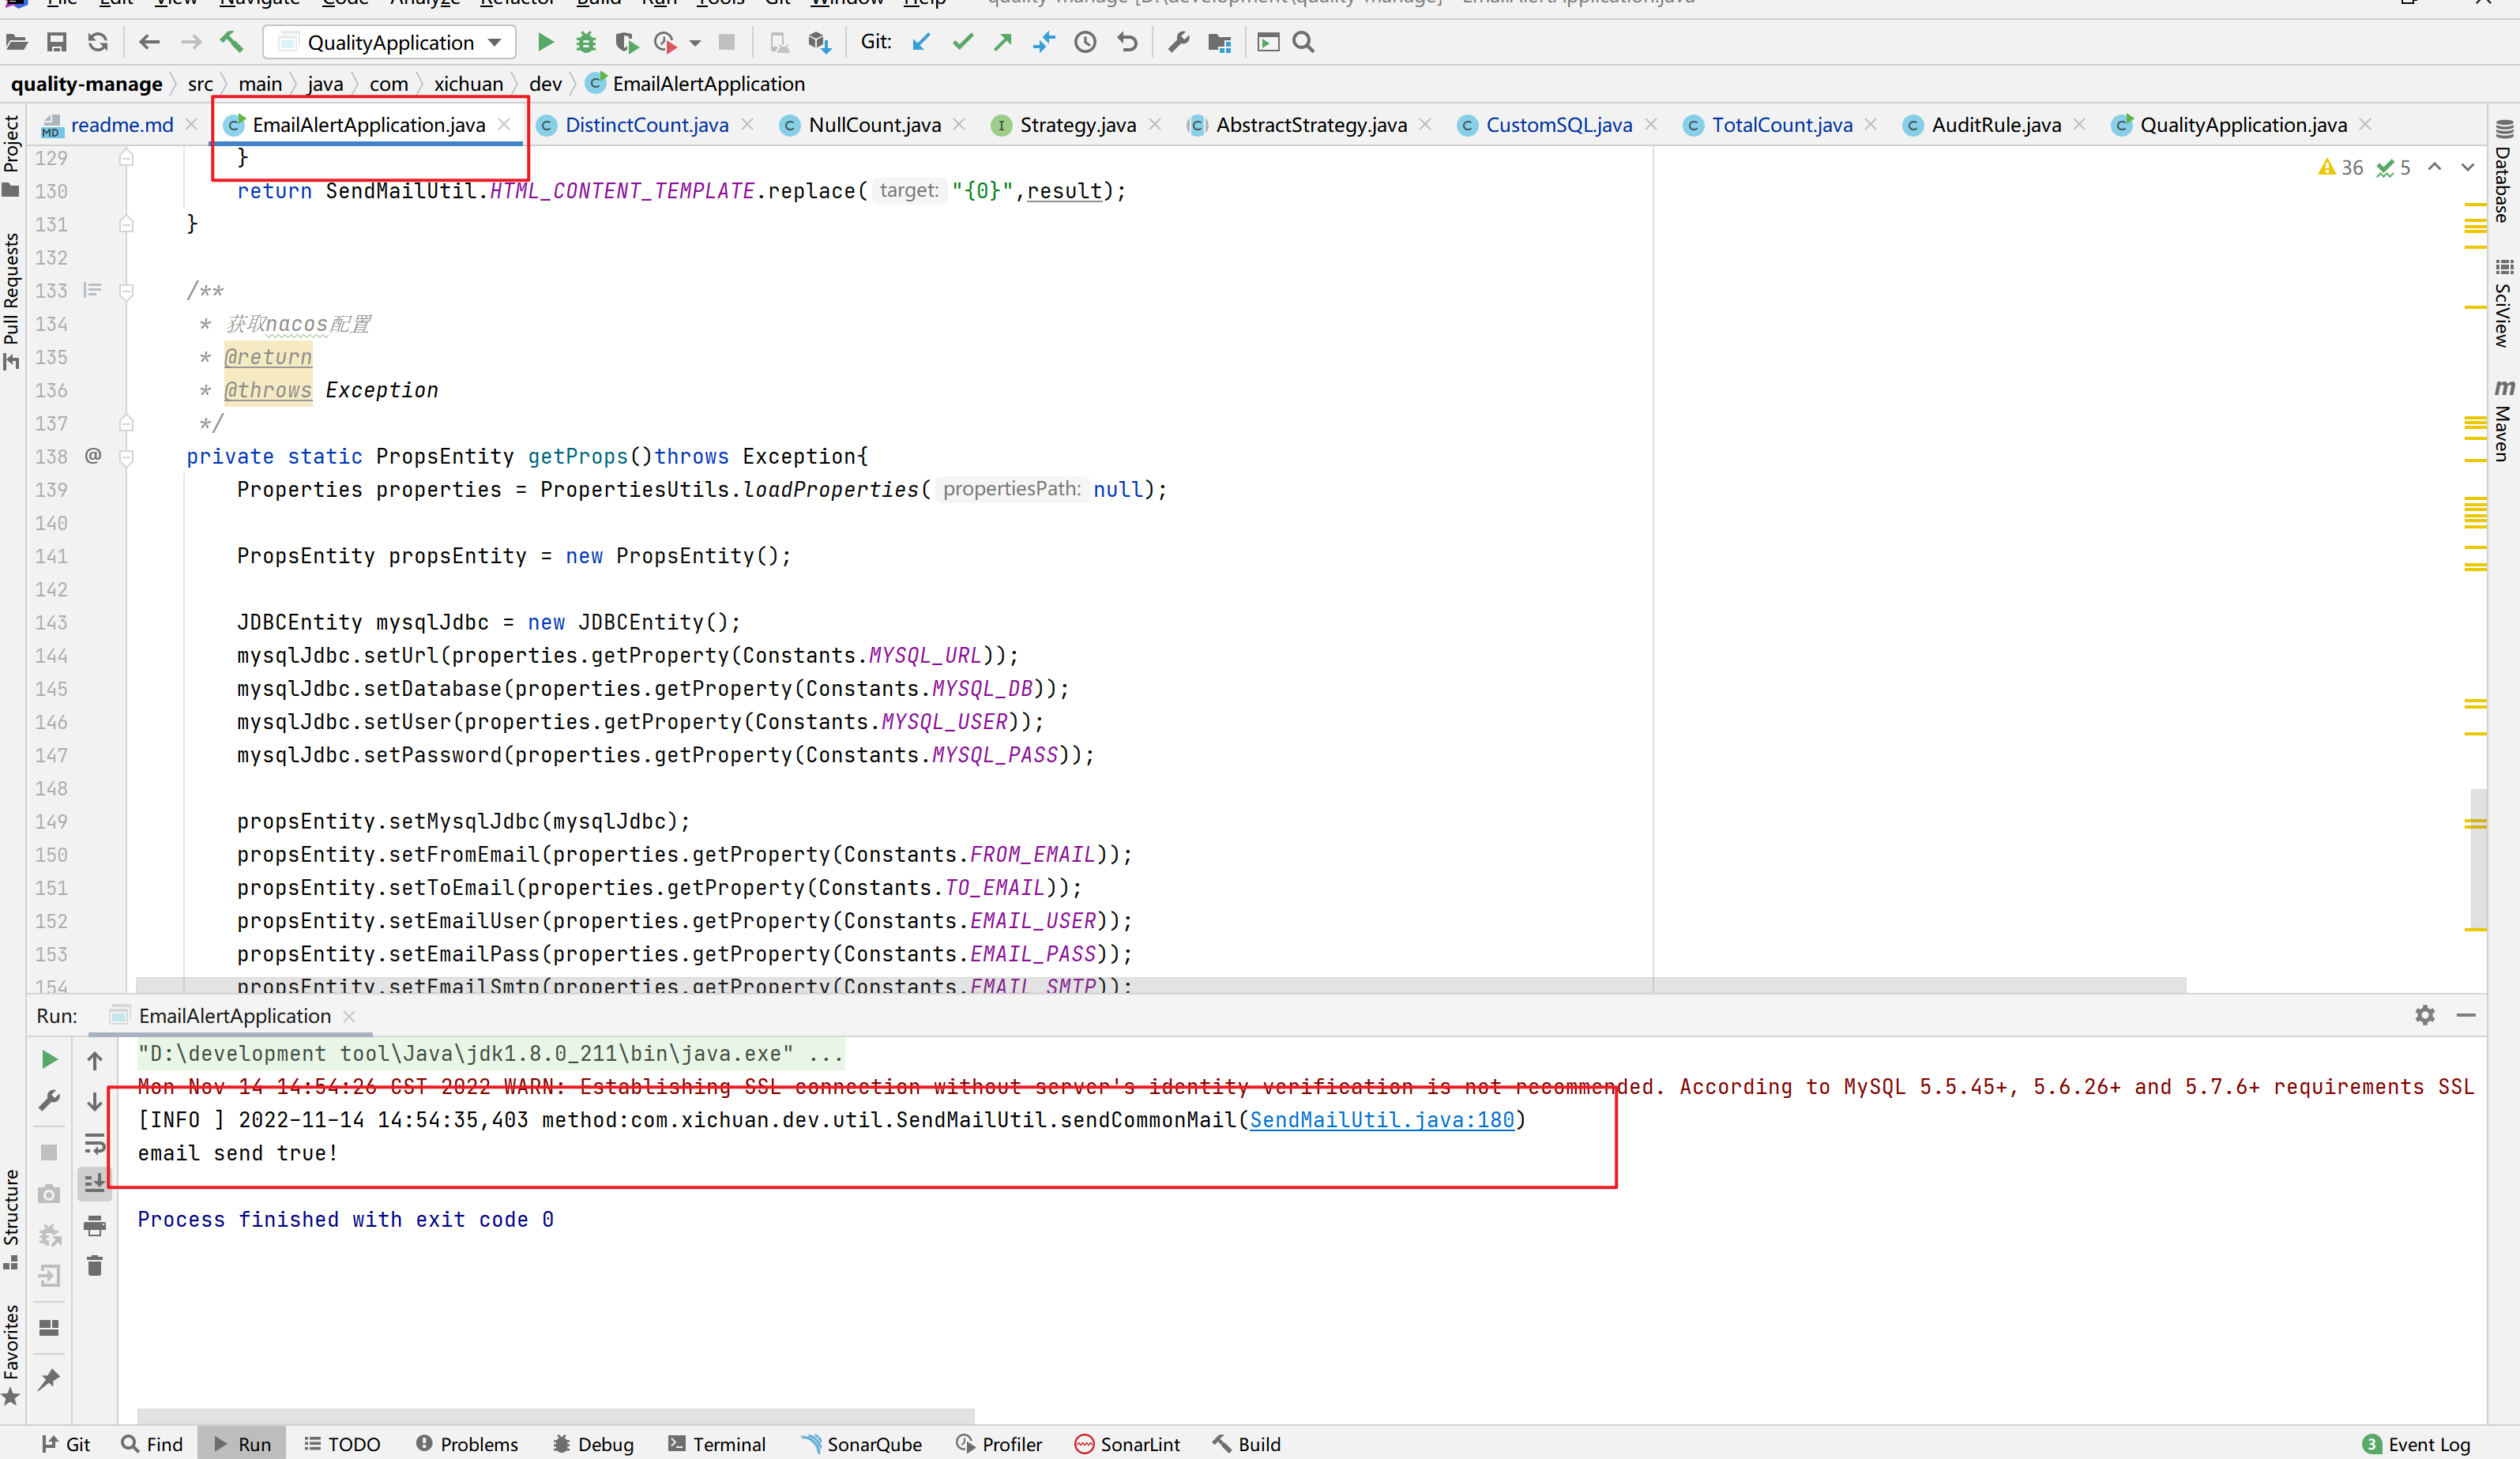 File Edit View Navigate Code Analyze Refactor Build Run Tools Git Window Help quality-manage [D:\development\quality-manage] - EmailAlertApplication.java
QualityApplication Git:
quality-manage src main java com xichuan dev EmailAlertApplication
readme.md EmailAlertApplication.java DistinctCount.java NullCount.java Strategy.java AbstractStrategy.java CustomSQL.java TotalCount.java AuditRule.java QualityApplication.java
Project
Pull Requests
Structure
Favorites
Database
SciView
Maven
36 5
129 }
130 return SendMailUtil.HTML_CONTENT_TEMPLATE.replace( target: "{0}",result);
131 }
132
133 /**
134 * 获取nacos配置
135 * @return
136 * @throws Exception
137 */
138 @ private static PropsEntity getProps()throws Exception{
139 Properties properties = PropertiesUtils.loadProperties( propertiesPath: null);
140
141 PropsEntity propsEntity = new PropsEntity();
142
143 JDBCEntity mysqlJdbc = new JDBCEntity();
144 mysqlJdbc.setUrl(properties.getProperty(Constants.MYSQL_URL));
145 mysqlJdbc.setDatabase(properties.getProperty(Constants.MYSQL_DB));
146 mysqlJdbc.setUser(properties.getProperty(Constants.MYSQL_USER));
147 mysqlJdbc.setPassword(properties.getProperty(Constants.MYSQL_PASS));
148
149 propsEntity.setMysqlJdbc(mysqlJdbc);
150 propsEntity.setFromEmail(properties.getProperty(Constants.FROM_EMAIL));
151 propsEntity.setToEmail(properties.getProperty(Constants.TO_EMAIL));
152 propsEntity.setEmailUser(properties.getProperty(Constants.EMAIL_USER));
153 propsEntity.setEmailPass(properties.getProperty(Constants.EMAIL_PASS));
154 propsEntity.setEmailSmtp(properties.getProperty(Constants.EMAIL_SMTP));
Run: EmailAlertApplication
"D:\development tool\Java\jdk1.8.0_211\bin\java.exe" ...
Mon Nov 14 14:54:26 CST 2022 WARN: Establishing SSL connection without server's identity verification is not recommended. According to MySQL 5.5.45+, 5.6.26+ and 5.7.6+ requirements SSL
[INFO ] 2022-11-14 14:54:35,403 method:com.xichuan.dev.util.SendMailUtil.sendCommonMail(SendMailUtil.java:180)
email send true!
Process finished with exit code 0
Git Find Run TODO Problems Debug Terminal SonarQube Profiler SonarLint Build 3 Event Log